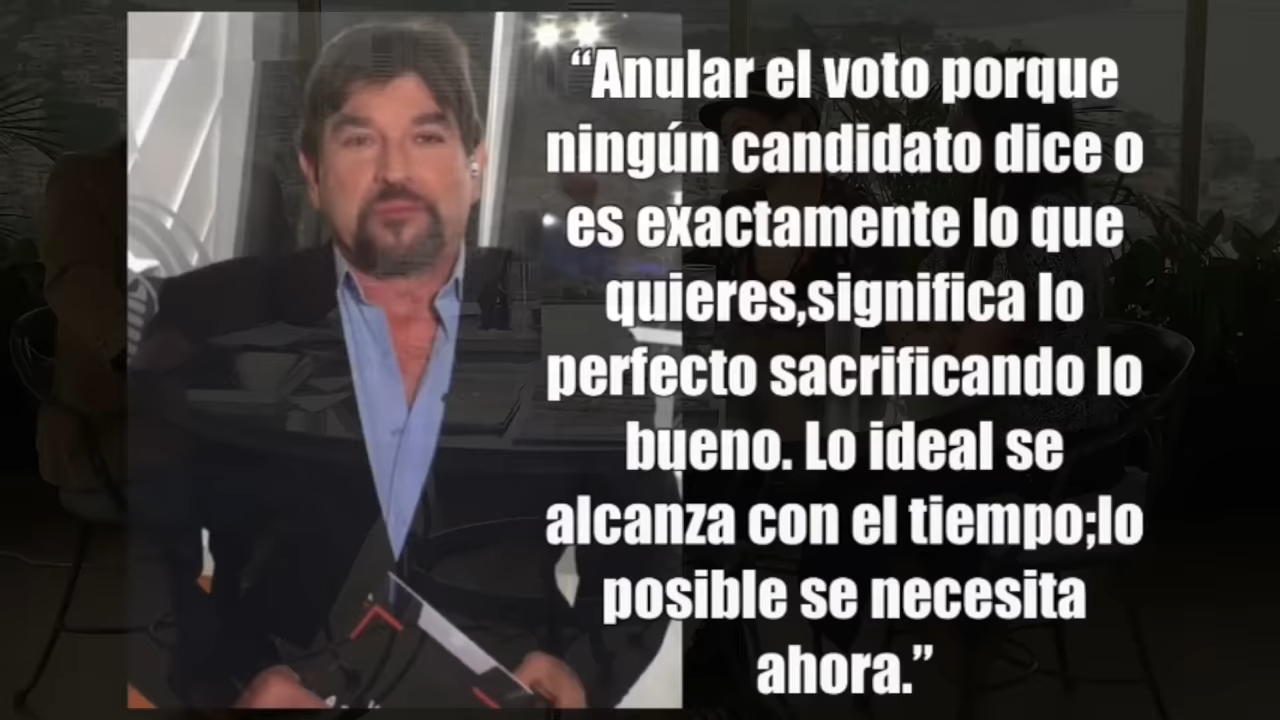 “Anular el voto porque
ningún candidato dice o
es exactamente lo que
quieres,significa lo
perfecto sacrificando lo
bueno. Lo ideal se
alcanza con el tiempo;lo
posible se necesita
ahora.”